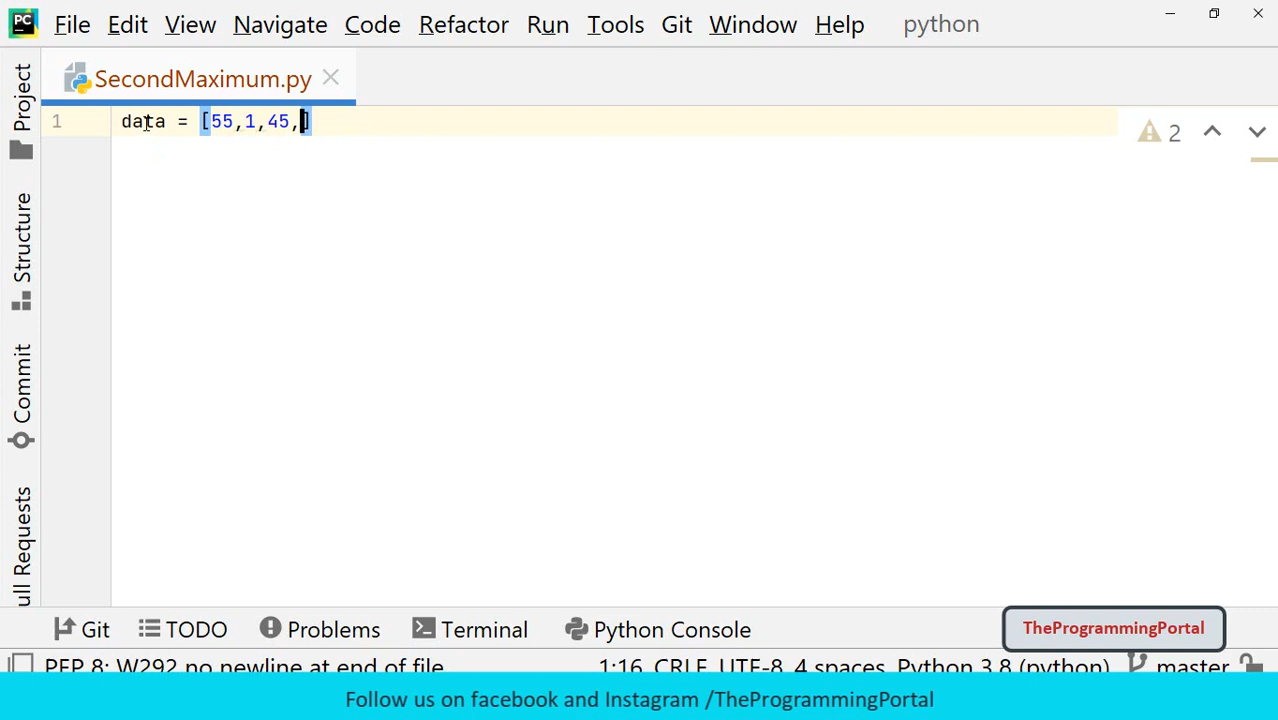 PC
File Edit View Navigate Code Refactor Run Tools Git Window Help python
SecondMaximum.py
1 data = [55,1,45,]
2
Project
Structure
Commit
ull Requests
Git TODO Problems Terminal Python Console
TheProgrammingPortal
PEP 8: W292 no newline at end of file 1:16 CRLF UTF-8 4 spaces Python 3.8 (python) master
Follow us on facebook and Instagram /TheProgrammingPortal